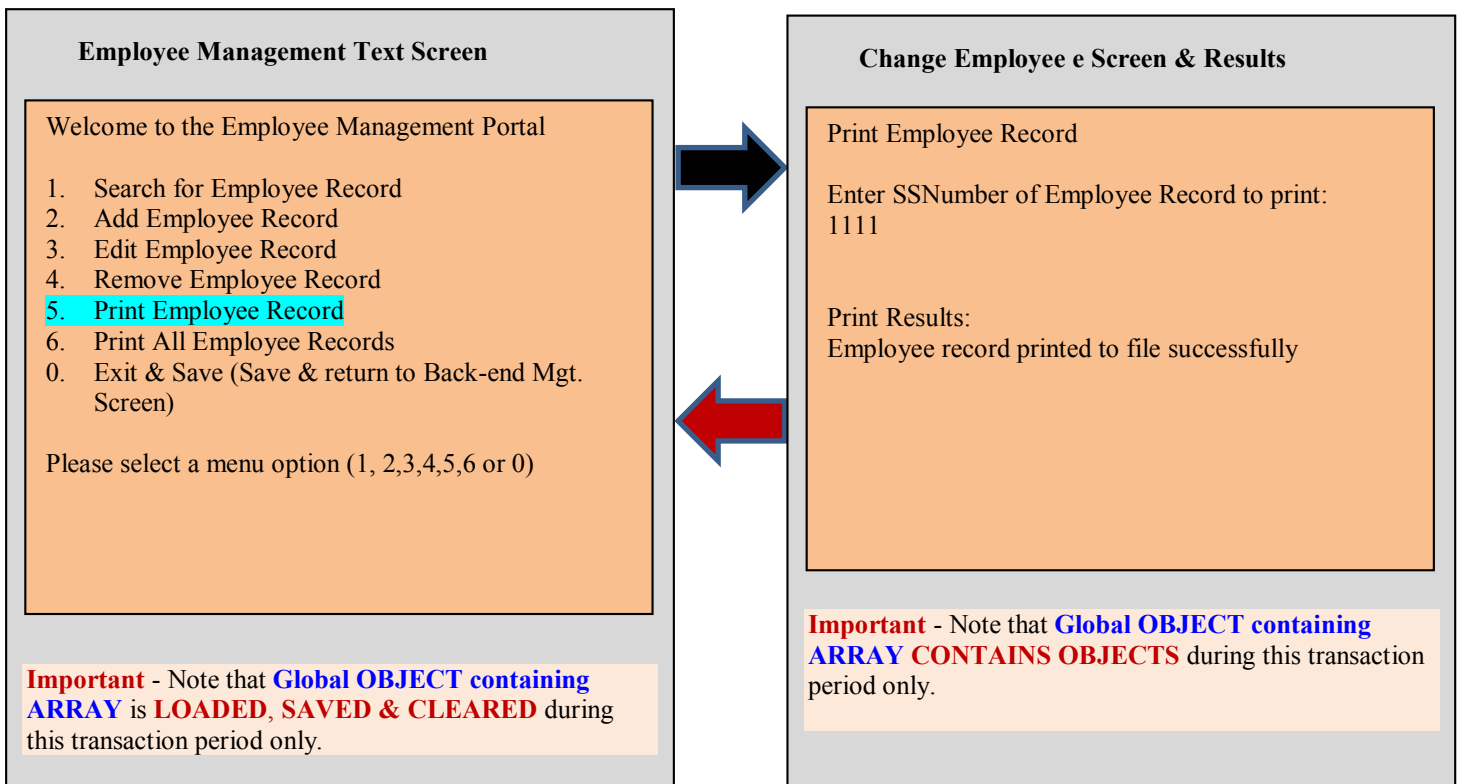 Employee Management Text Screen
Welcome to the Employee Management Portal
1. Search for Employee Record
2. Add Employee Record
3. Edit Employee Record
4. Remove Employee Record
5. Print Employee Record
6. Print All Employee Records
0. Exit & Save (Save & return to Back-end Mgt.
Screen)
Please select a menu option (1, 2,3,4,5,6 or 0)
Important - Note that Global OBJECT containing
ARRAY is LOADED, SAVED & CLEARED during
this transaction period only.
Change Employee e Screen & Results
Print Employee Record
Enter SSNumber of Employee Record to print:
1111
Print Results:
Employee record printed to file successfully
Important - Note that Global OBJECT containing
ARRAY CONTAINS OBJECTS during this transaction
period only.